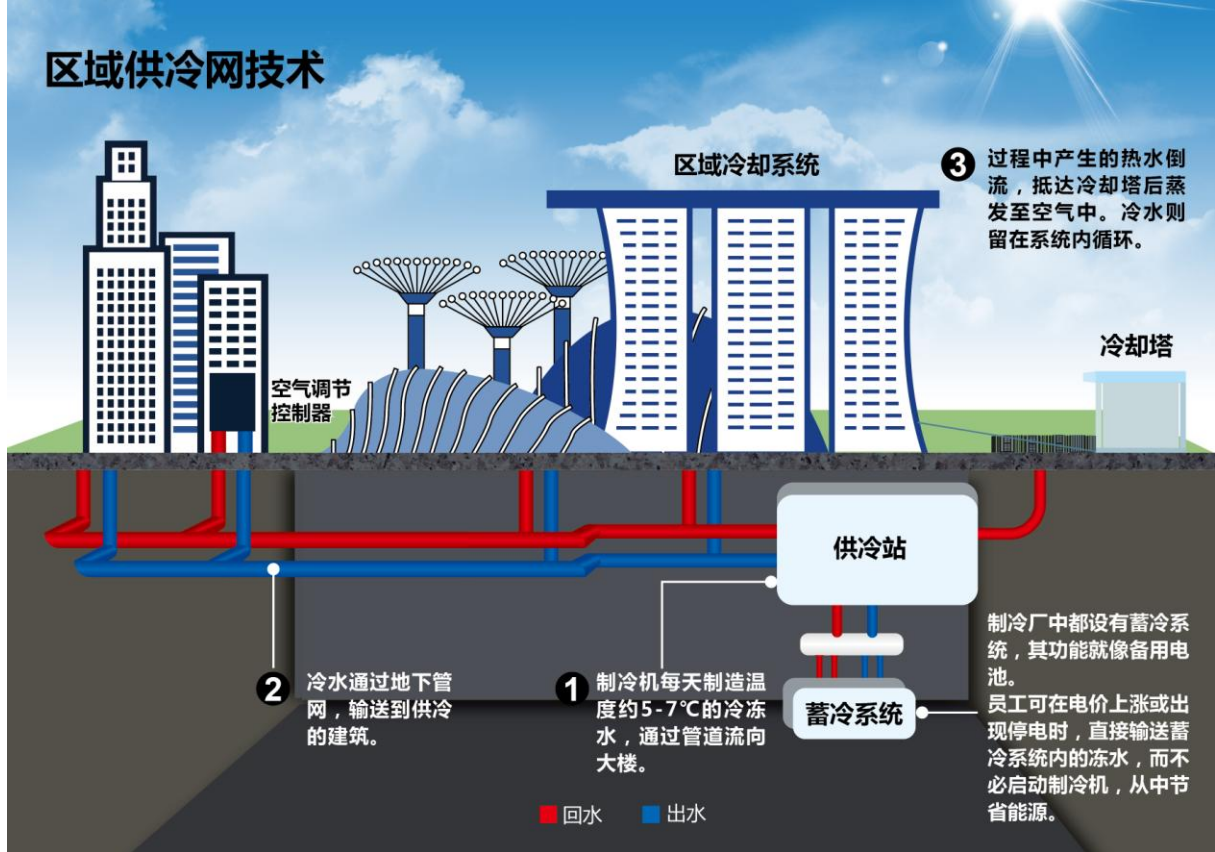 区域供冷网技术
区域冷却系统
3 过程中产生的热水倒
流，抵达冷却塔后蒸
发至空气中。冷水则
留在系统内循环。
冷却塔
空气调节
控制器
供冷站
制冷厂中都设有蓄冷系
统，其功能就像备用电
池。
员工可在电价上涨或出
现停电时，直接输送蓄
冷系统内的冻水，而不
必启动制冷机，从中节
省能源。
2 冷水通过地下管
网，输送到供冷
的建筑。
1 制冷机每天制造温
度约5-7℃的冷冻
水，通过管道流向
大楼。
蓄冷系统
回水
出水